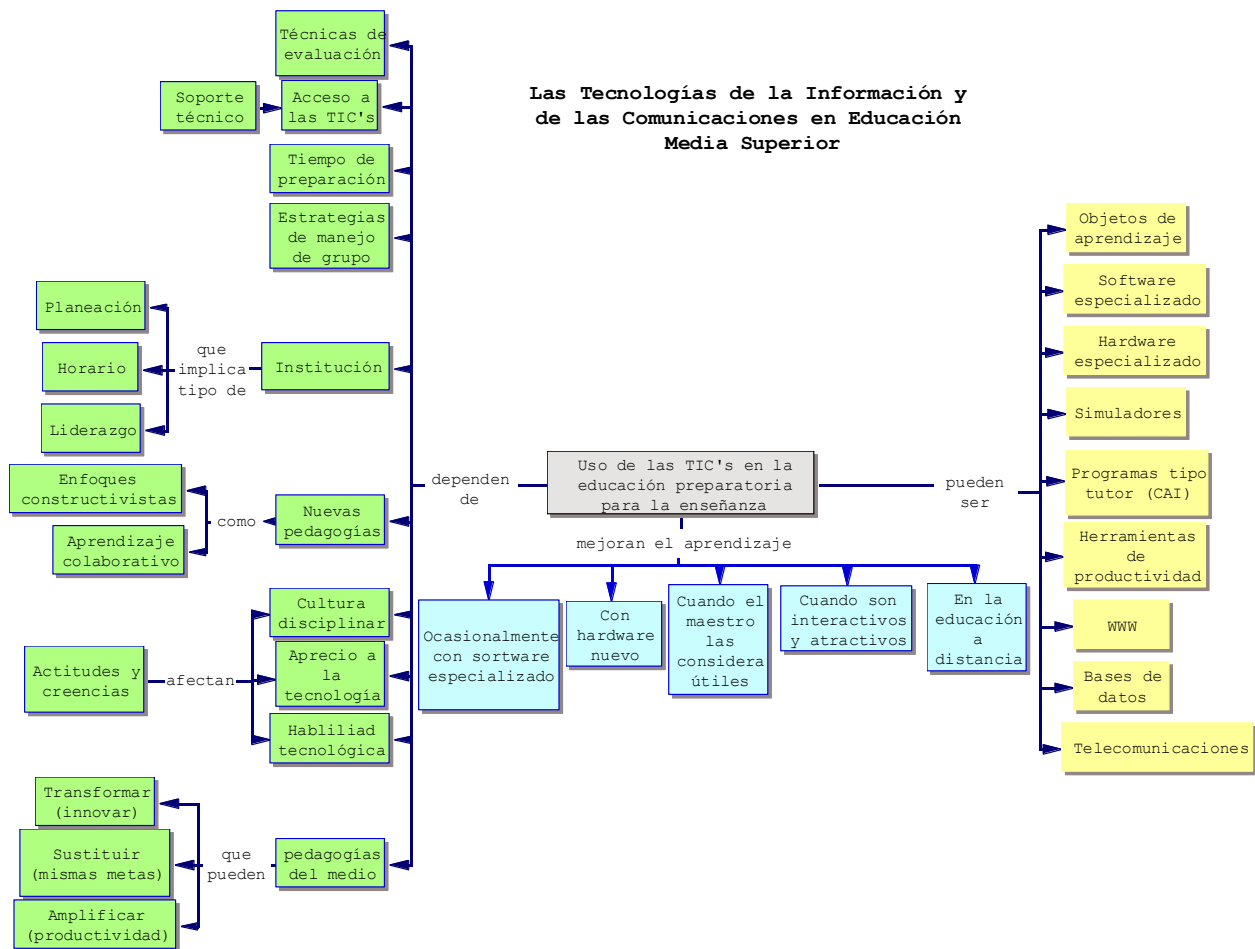 Técnicas de
evaluación
Soporte
técnico
Acceso a
las TIC's
Las Tecnologías de la Información y
de las Comunicaciones en Educación
Media Superior
Tiempo de
preparación
Estrategias
de manejo
de grupo
Planeación
Horario
Liderazgo
que
implica
tipo de
Institución
Enfoques
constructivistas
Aprendizaje
colaborativo
como
Nuevas
pedagogías
dependen
de
Uso de las TIC's en la
educación preparatoria
para la enseñanza
pueden
ser
mejoran el aprendizaje
Ocasionalmente
con sortware
especializado
Con
hardware
nuevo
Cuando el
maestro
las
considera
útiles
Cuando son
interactivos
y atractivos
En la
educación
a
distancia
Actitudes y
creencias
afectan
Cultura
disciplinar
Aprecio a
la
tecnología
Habliliad
tecnológica
Transformar
(innovar)
Sustituir
(mismas metas)
Amplificar
(productividad)
que
pueden
pedagogías
del medio
Objetos de
aprendizaje
Software
especializado
Hardware
especializado
Simuladores
Programas tipo
tutor (CAI)
Herramientas
de
productividad
WWW
Bases de
datos
Telecomunicaciones